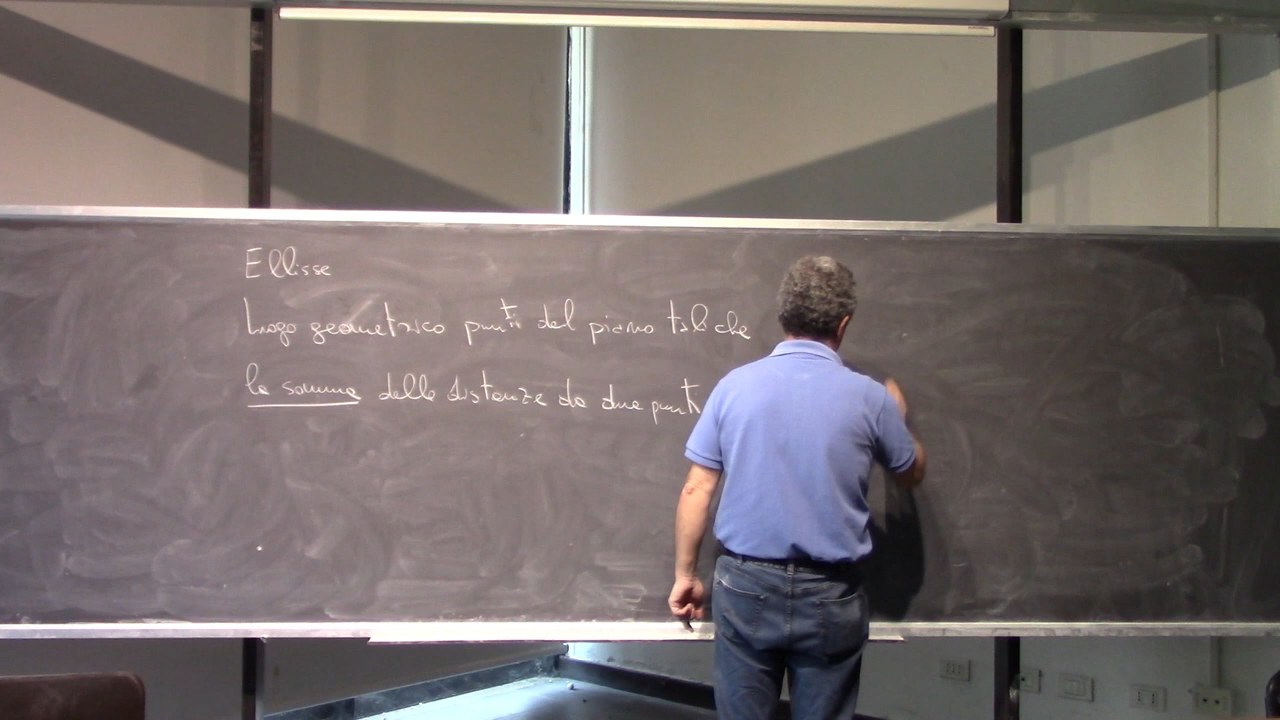 Ellisse
Luogo geometrico punti del piano tali che
la somma delle distanze da due punti